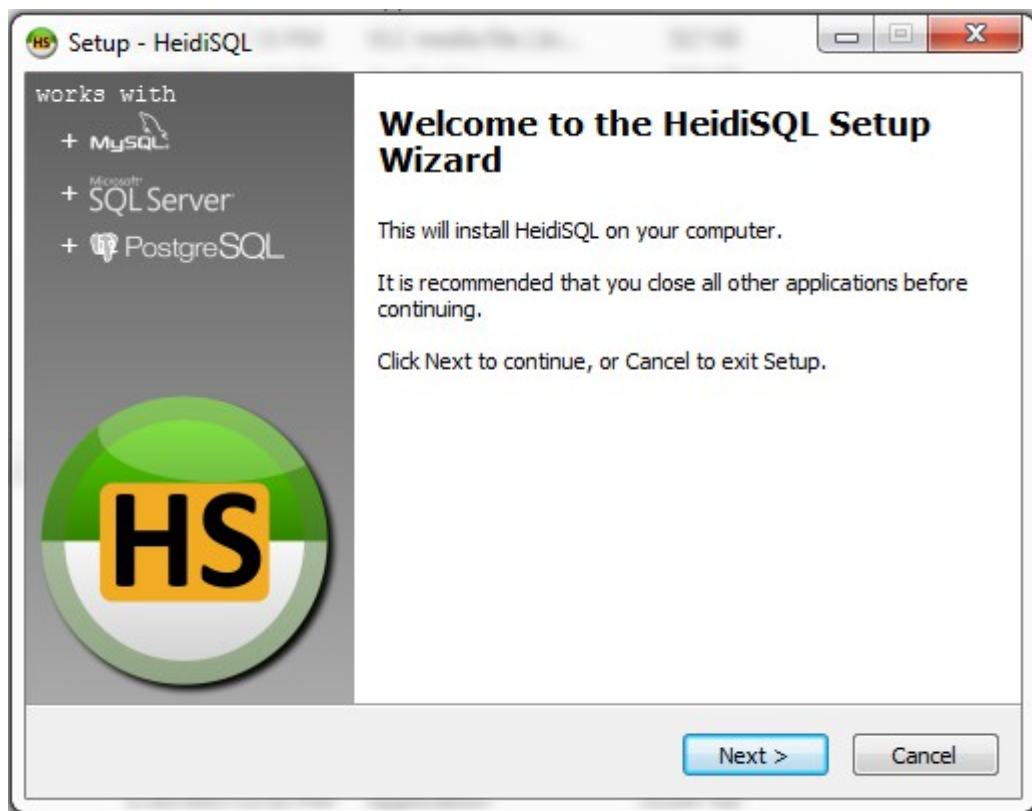 Setup - HeidiSQL
works with
+ MySQL
+ Microsoft SQL Server
+ PostgreSQL
HS
Welcome to the HeidiSQL Setup
Wizard
This will install HeidiSQL on your computer.
It is recommended that you close all other applications before
continuing.
Click Next to continue, or Cancel to exit Setup.
Next >
Cancel